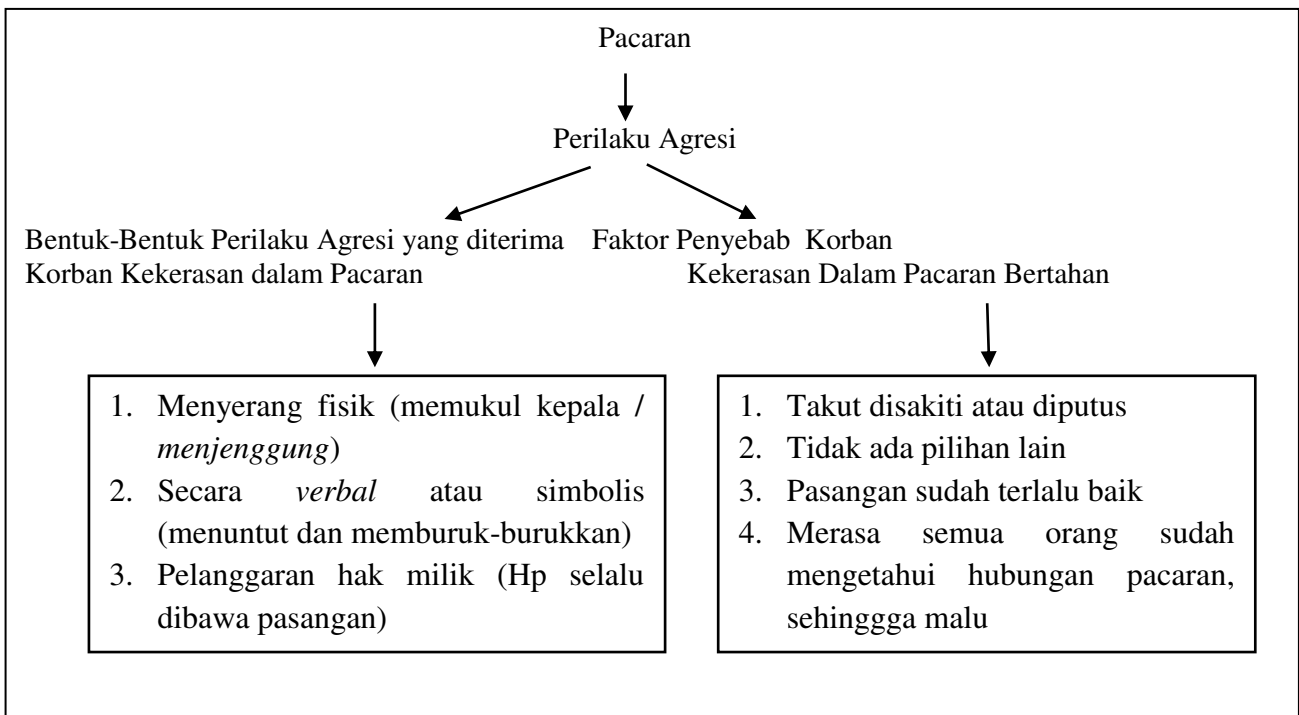 Pacaran
Perilaku Agresi
Bentuk-Bentuk Perilaku Agresi yang diterima
Korban Kekerasan dalam Pacaran
Faktor Penyebab Korban
Kekerasan Dalam Pacaran Bertahan
1. Menyerang fisik (memukul kepala /
menjenggung)
2. Secara verbal atau simbolis
(menuntut dan memburuk-burukkan)
3. Pelanggaran hak milik (Hp selalu
dibawa pasangan)
1. Takut disakiti atau diputus
2. Tidak ada pilihan lain
3. Pasangan sudah terlalu baik
4. Merasa semua orang sudah
mengetahui hubungan pacaran,
sehinggga malu